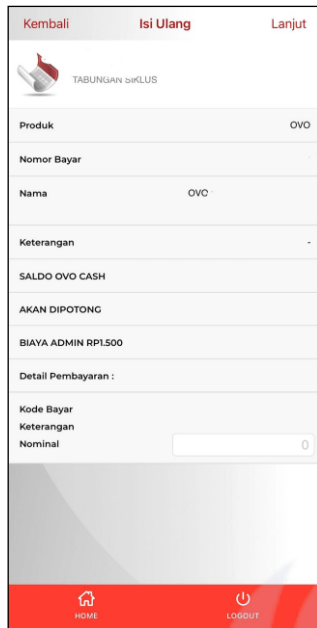 Kembali Isi Ulang Lanjut
TABUNGAN SIKLUS
Produk OVO
Nomor Bayar
Nama OVO
Keterangan -
SALDO OVO CASH
AKAN DIPOTONG
BIAYA ADMIN RP1.500
Detail Pembayaran :
Kode Bayar
Keterangan
Nominal 0
HOME LOGOUT